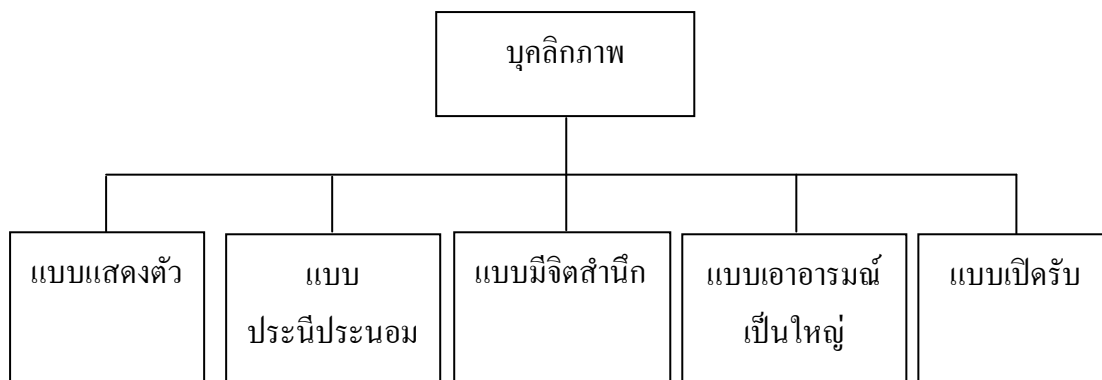 บุคลิกภาพ
แบบแสดงตัว
แบบ
ประนีประนอม
แบบมีจิตสำนึก
แบบเอาอารมณ์
เป็นใหญ่
แบบเปิดรับ